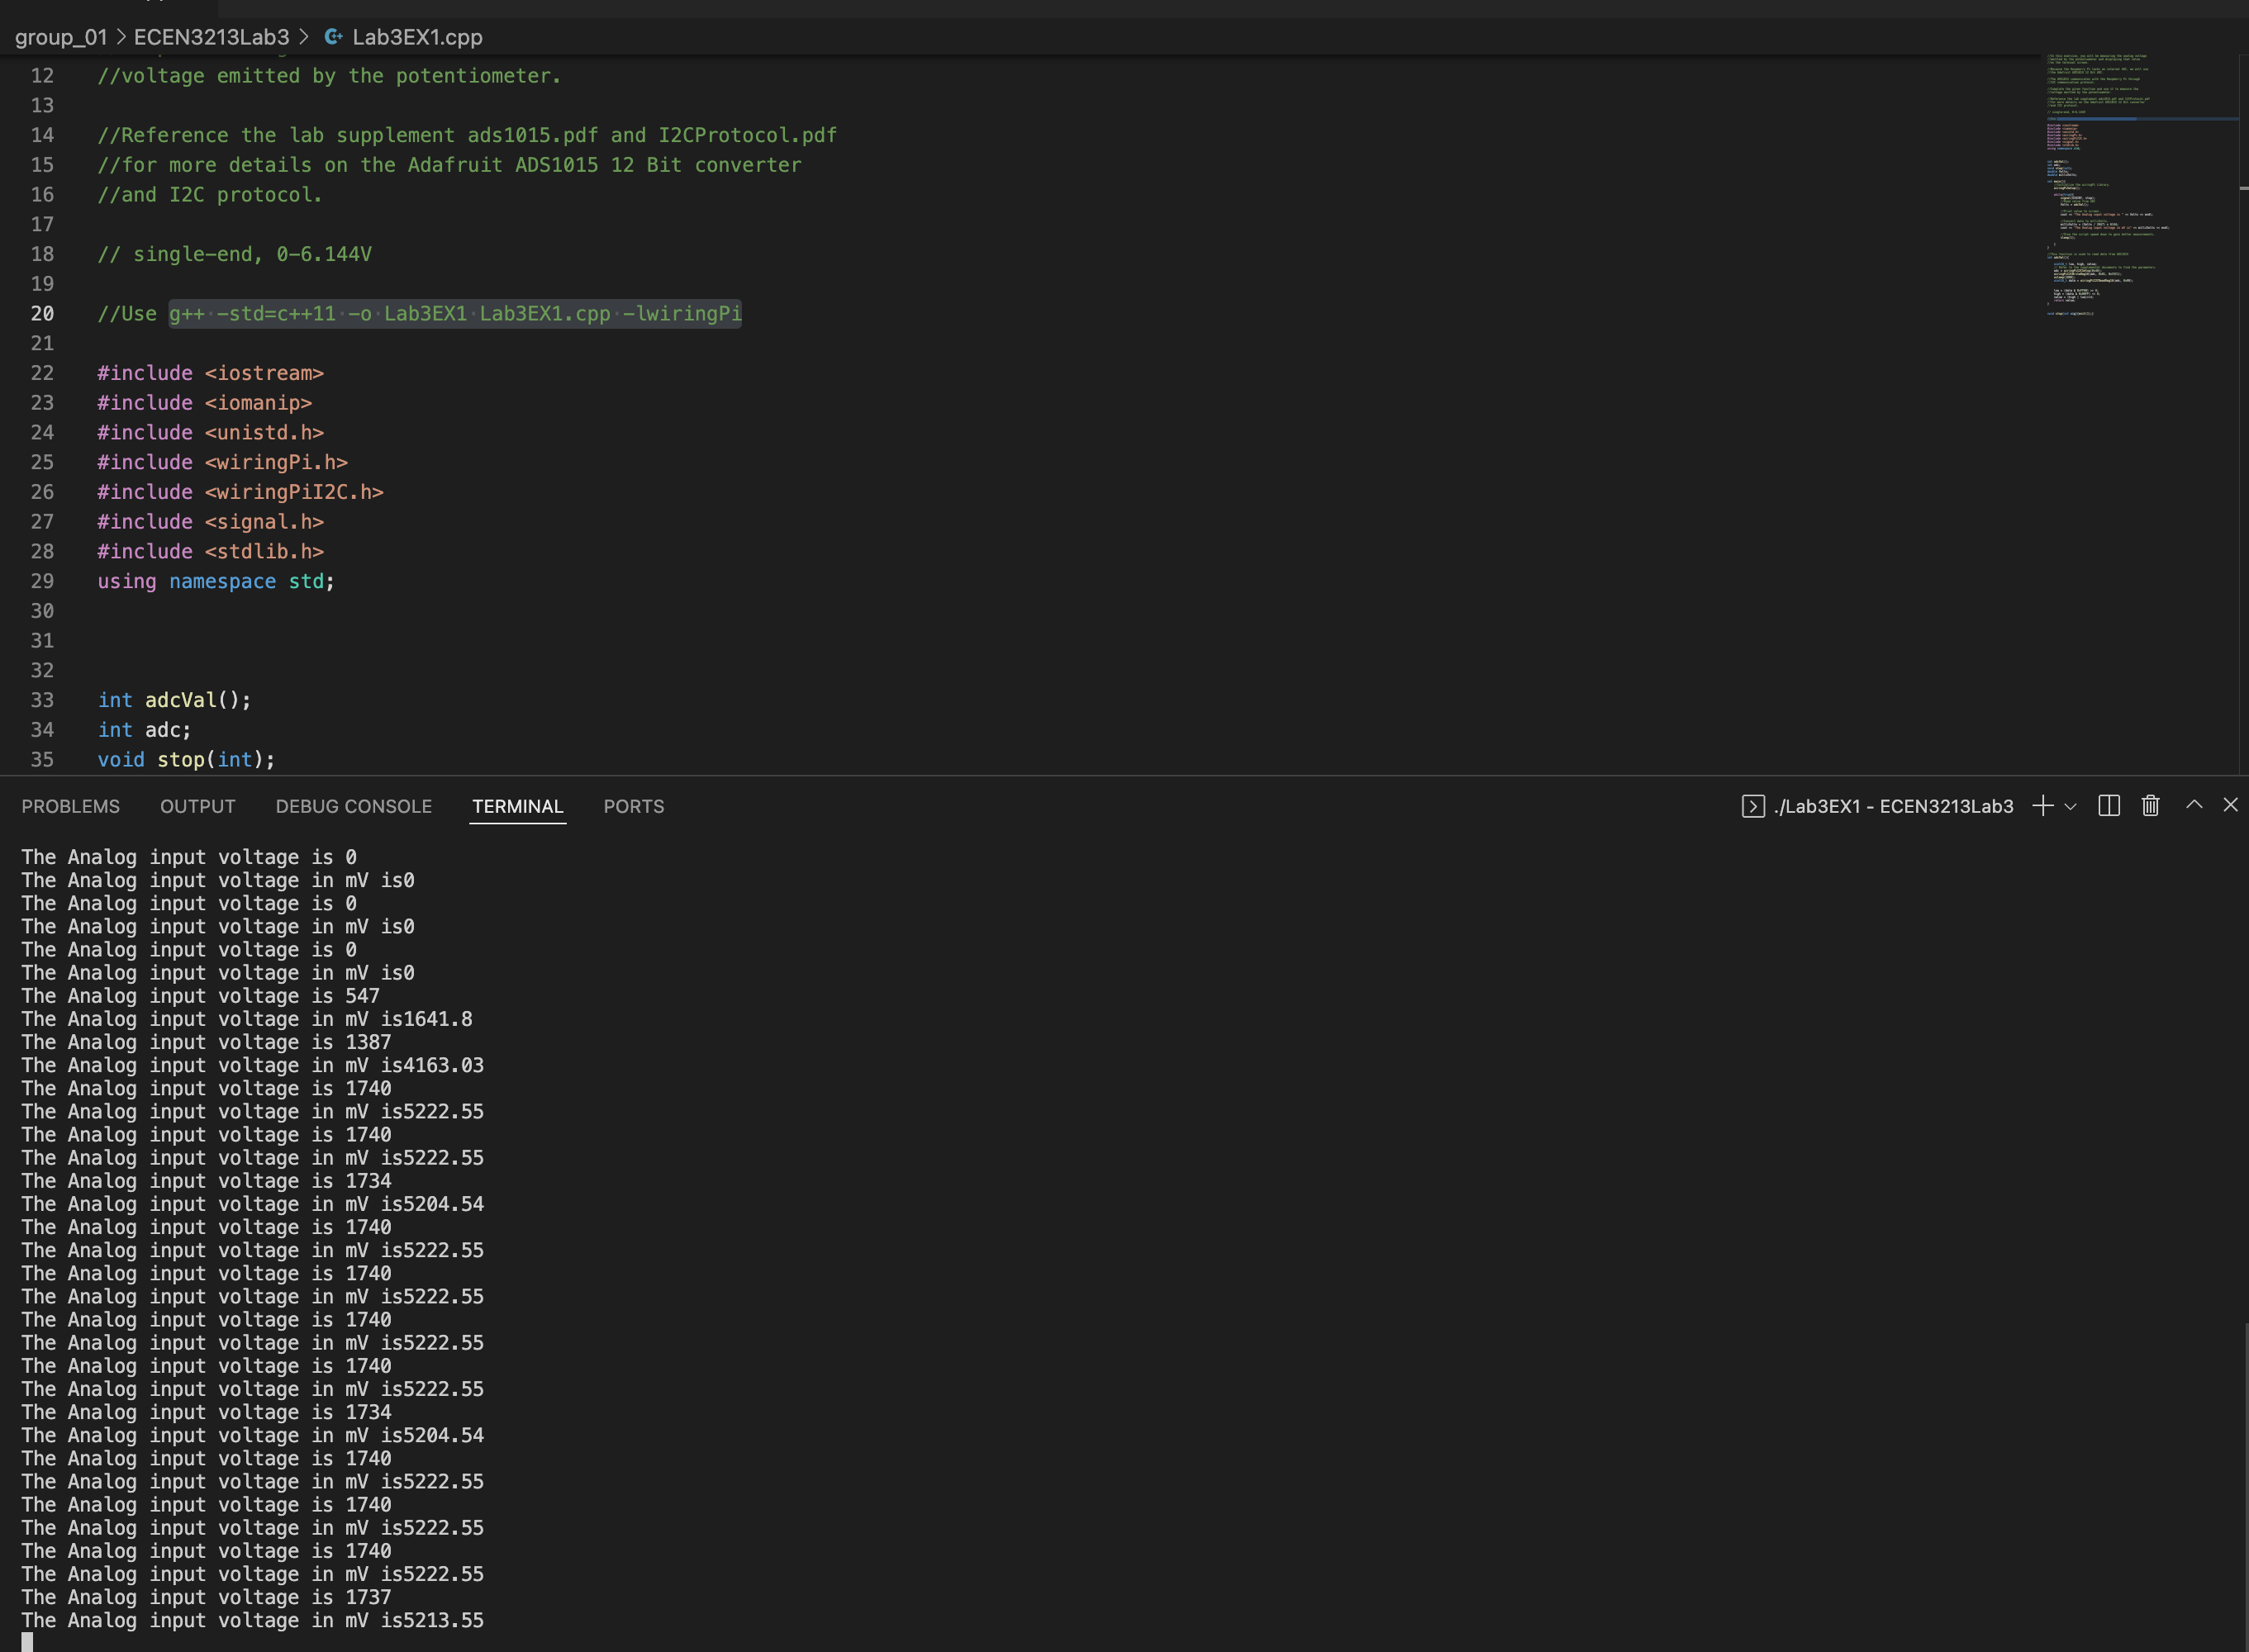 group_01 > ECEN3213Lab3 > Lab3EX1.cpp
12 //voltage emitted by the potentiometer.
13
14 //Reference the lab supplement ads1015.pdf and I2CProtocol.pdf
15 //for more details on the Adafruit ADS1015 12 Bit converter
16 //and I2C protocol.
17
18 // single-end, 0-6.144V
19
20 //Use g++ -std=c++11 -o Lab3EX1 Lab3EX1.cpp -lwiringPi
21
22 #include <iostream>
23 #include <iomanip>
24 #include <unistd.h>
25 #include <wiringPi.h>
26 #include <wiringPiI2C.h>
27 #include <signal.h>
28 #include <stdlib.h>
29 using namespace std;
30
31
32
33 int adcVal();
34 int adc;
35 void stop(int);
PROBLEMS OUTPUT DEBUG CONSOLE TERMINAL PORTS ./Lab3EX1 - ECEN3213Lab3
The Analog input voltage is 0
The Analog input voltage in mV is0
The Analog input voltage is 0
The Analog input voltage in mV is0
The Analog input voltage is 0
The Analog input voltage in mV is0
The Analog input voltage is 547
The Analog input voltage in mV is1641.8
The Analog input voltage is 1387
The Analog input voltage in mV is4163.03
The Analog input voltage is 1740
The Analog input voltage in mV is5222.55
The Analog input voltage is 1740
The Analog input voltage in mV is5222.55
The Analog input voltage is 1734
The Analog input voltage in mV is5204.54
The Analog input voltage is 1740
The Analog input voltage in mV is5222.55
The Analog input voltage is 1740
The Analog input voltage in mV is5222.55
The Analog input voltage is 1740
The Analog input voltage in mV is5222.55
The Analog input voltage is 1740
The Analog input voltage in mV is5222.55
The Analog input voltage is 1734
The Analog input voltage in mV is5204.54
The Analog input voltage is 1740
The Analog input voltage in mV is5222.55
The Analog input voltage is 1740
The Analog input voltage in mV is5222.55
The Analog input voltage is 1740
The Analog input voltage in mV is5222.55
The Analog input voltage is 1737
The Analog input voltage in mV is5213.55